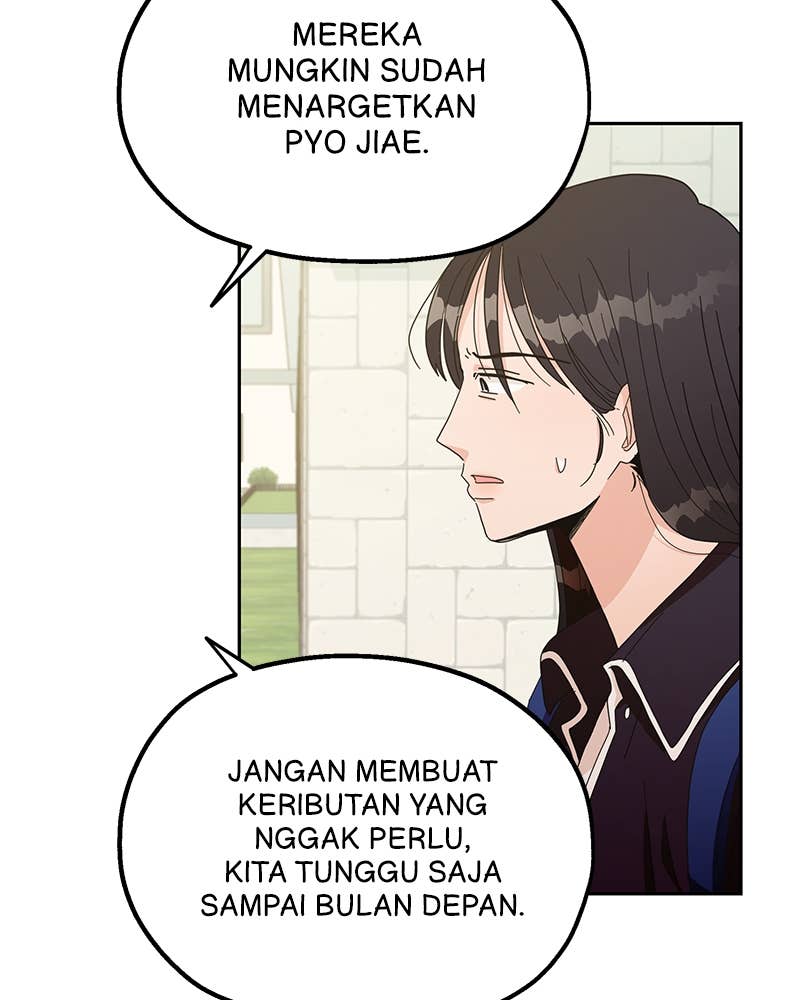 MEREKA
MUNGKIN SUDAH
MENARGETKAN
PYO JIAE.
JANGAN MEMBUAT
KERIBUTAN YANG
NGGAK PERLU,
KITA TUNGGU SAJA
SAMPAI BULAN DEPAN.